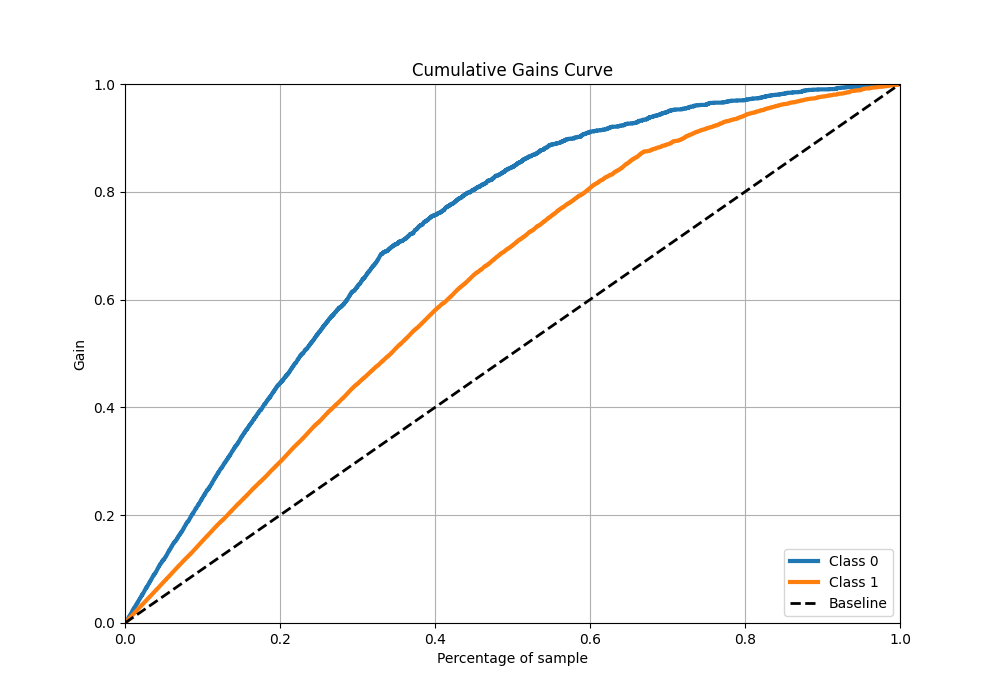 Cumulative Gains Curve
1.0
0.8
0.6
0.4
0.2
0.0
Gain
0.0 0.2 0.4 0.6 0.8 1.0
Percentage of sample
Class 0
Class 1
Baseline